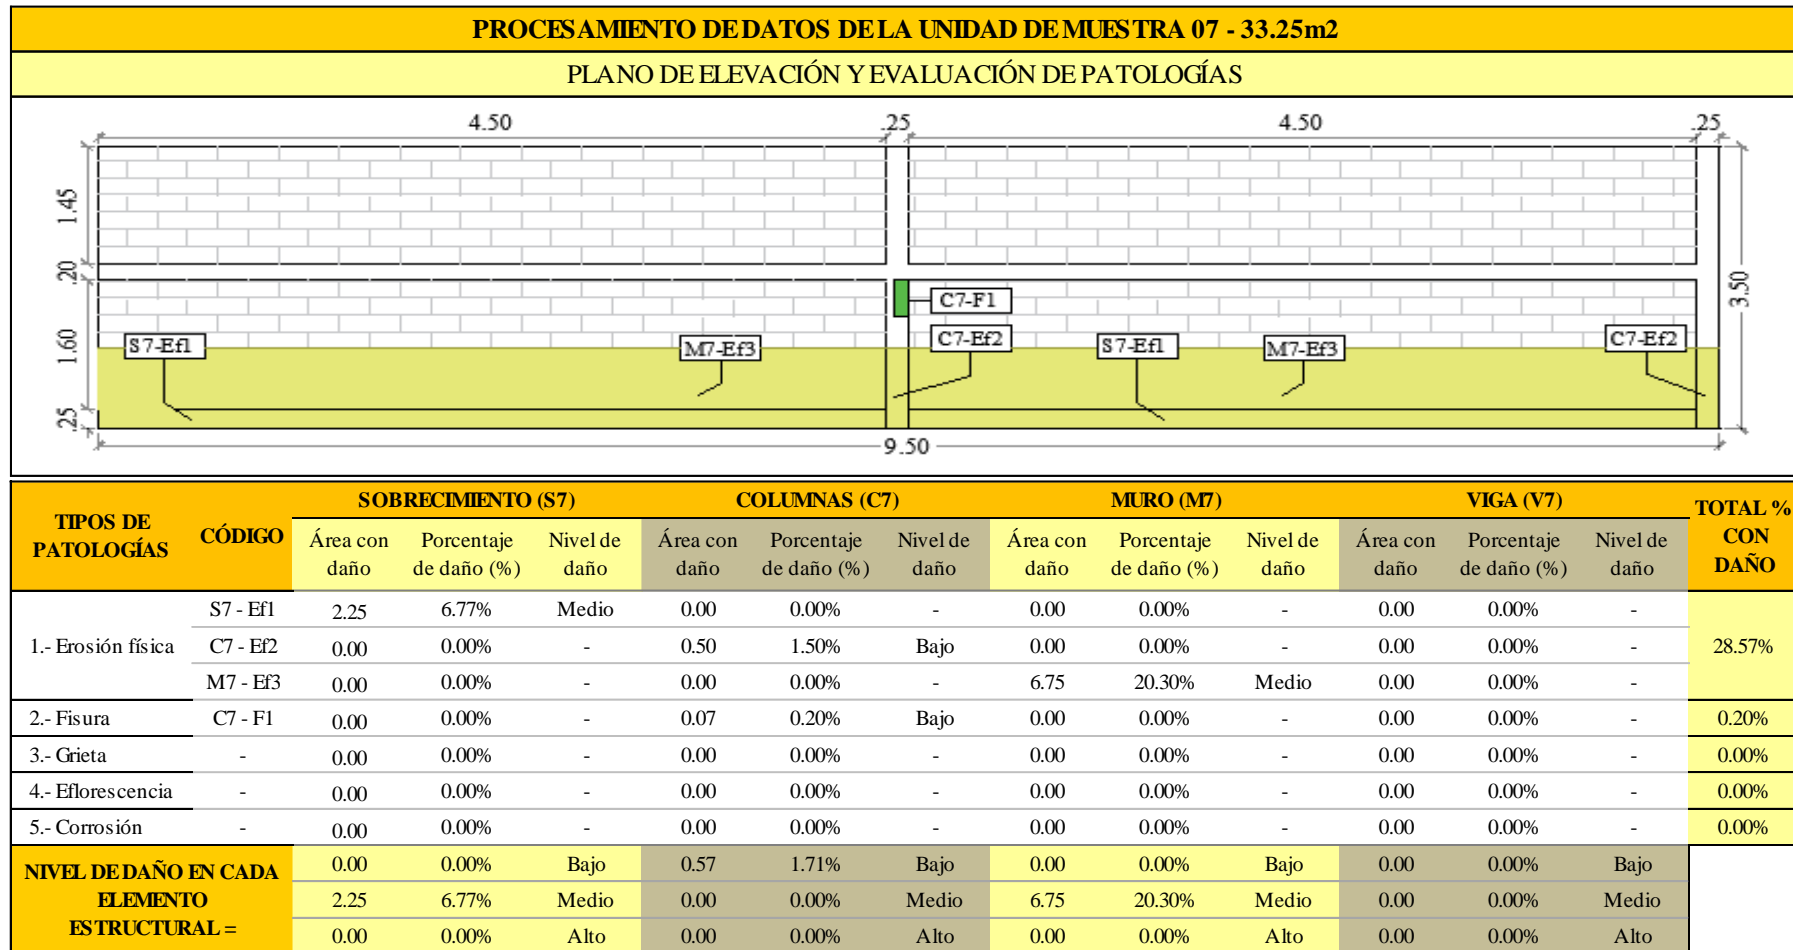 PROCESAMIENTO DE DATOS DE LA UNIDAD DE MUESTRA 07 - 33.25m2
PLANO DE ELEVACIÓN Y EVALUACIÓN DE PATOLOGÍAS
4.50 .25 4.50 .25
1.45
.20
1.60
.25
3.50
C7-F1
S7-Ef1 M7-Ef3 C7-Ef2 S7-Ef1 M7-Ef3 C7-Ef2
9.50
TIPOS DE PATOLOGÍAS CÓDIGO SOBRECIMIENTO (S7) COLUMNAS (C7) MURO (M7) VIGA (V7) TOTAL % CON DAÑO
Área con daño Porcentaje de daño (%) Nivel de daño Área con daño Porcentaje de daño (%) Nivel de daño Área con daño Porcentaje de daño (%) Nivel de daño Área con daño Porcentaje de daño (%) Nivel de daño
1.- Erosión física S7 - Ef1 2.25 6.77% Medio 0.00 0.00% - 0.00 0.00% - 0.00 0.00% - 28.57%
C7 - Ef2 0.00 0.00% - 0.50 1.50% Bajo 0.00 0.00% - 0.00 0.00% -
M7 - Ef3 0.00 0.00% - 0.00 0.00% - 6.75 20.30% Medio 0.00 0.00% -
2.- Fisura C7 - F1 0.00 0.00% - 0.07 0.20% Bajo 0.00 0.00% - 0.00 0.00% - 0.20%
3.- Grieta - 0.00 0.00% - 0.00 0.00% - 0.00 0.00% - 0.00 0.00% - 0.00%
4.- Eflorescencia - 0.00 0.00% - 0.00 0.00% - 0.00 0.00% - 0.00 0.00% - 0.00%
5.- Corrosión - 0.00 0.00% - 0.00 0.00% - 0.00 0.00% - 0.00 0.00% - 0.00%
NIVEL DE DAÑO EN CADA ELEMENTO ESTRUCTURAL = 0.00 0.00% Bajo 0.57 1.71% Bajo 0.00 0.00% Bajo 0.00 0.00% Bajo
2.25 6.77% Medio 0.00 0.00% Medio 6.75 20.30% Medio 0.00 0.00% Medio
0.00 0.00% Alto 0.00 0.00% Alto 0.00 0.00% Alto 0.00 0.00% Alto